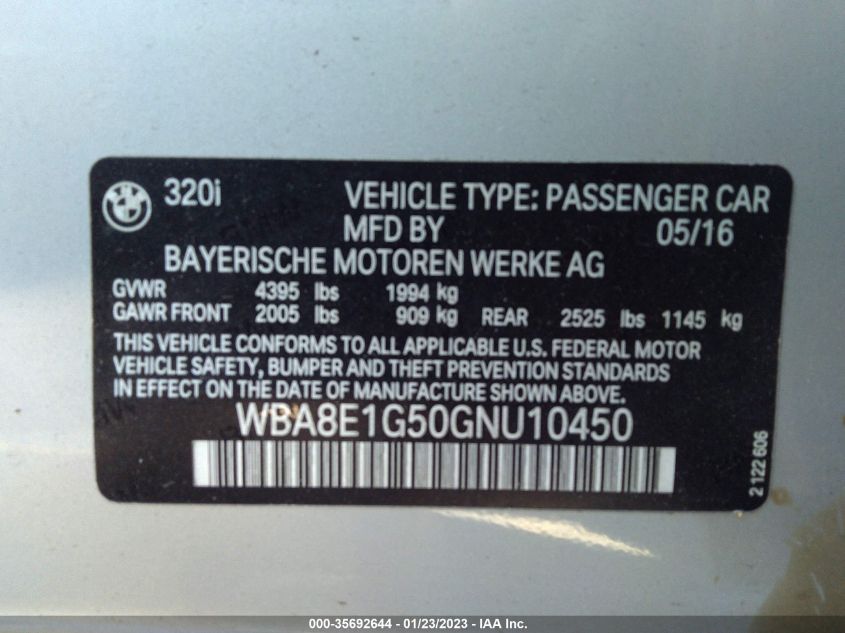 BMW
320i VEHICLE TYPE: PASSENGER CAR
MFD BY 05/16
BAYERISCHE MOTOREN WERKE AG
GVWR 4395 lbs 1994 kg
GAWR FRONT 2005 lbs 909 kg REAR 2525 lbs 1145 kg
THIS VEHICLE CONFORMS TO ALL APPLICABLE U.S. FEDERAL MOTOR
VEHICLE SAFETY, BUMPER AND THEFT PREVENTION STANDARDS
IN EFFECT ON THE DATE OF MANUFACTURE SHOWN ABOVE.
WBA8E1G50GNU10450
2 122 606
000-35692644 / 01/23/2023 - IAA Inc.